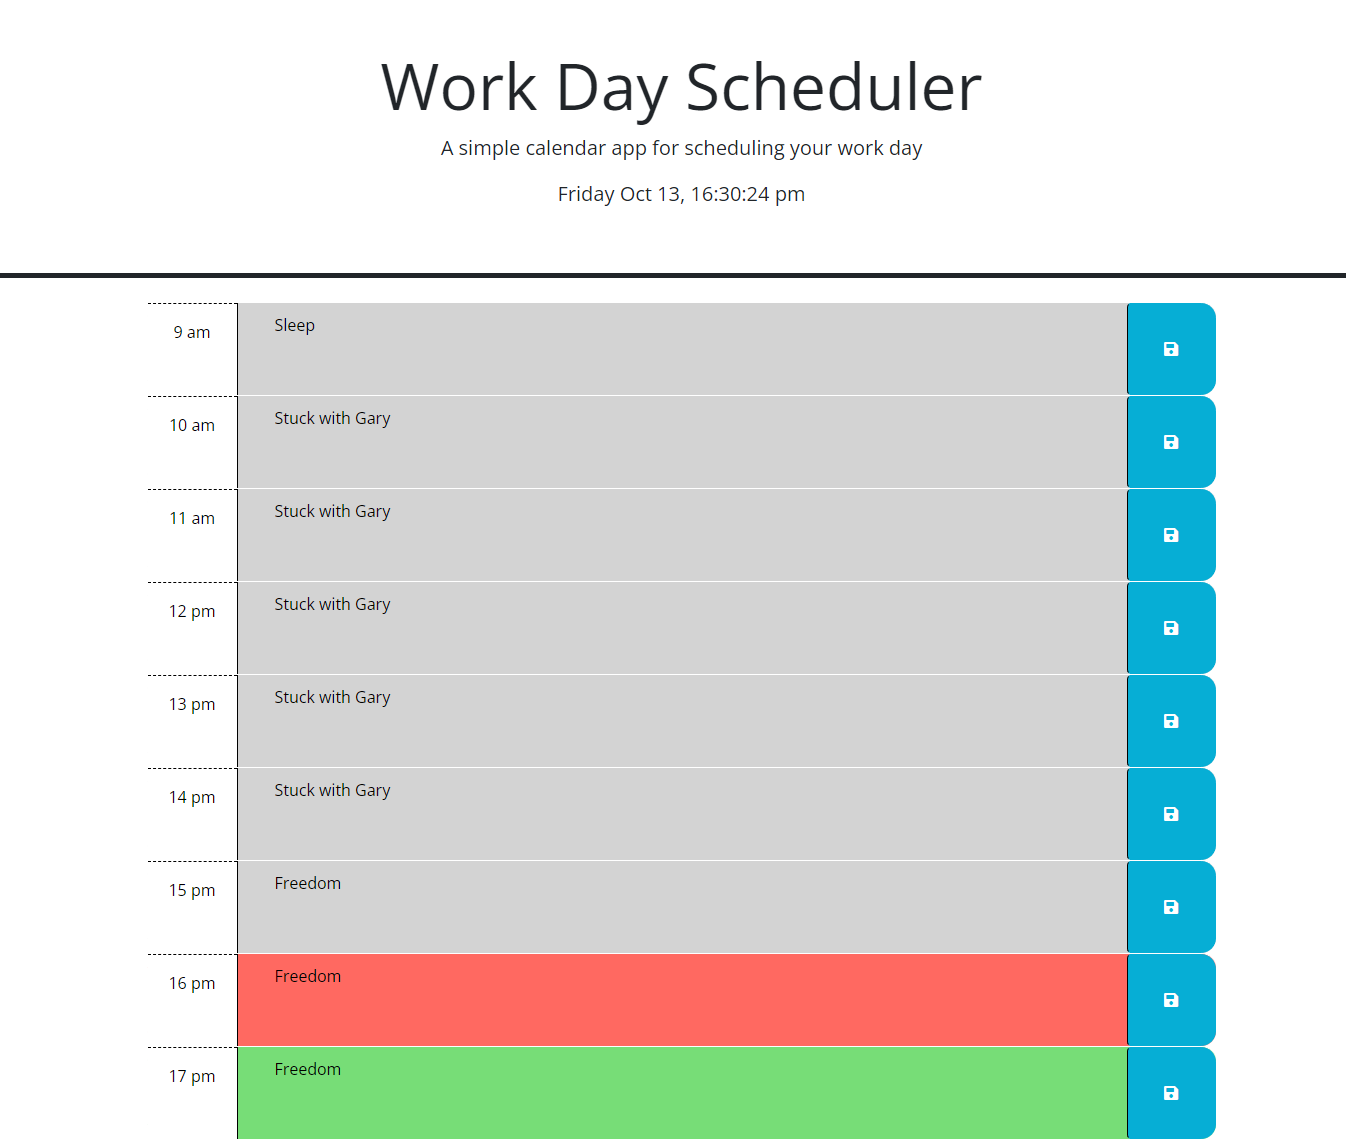 Work Day Scheduler
A simple calendar app for scheduling your work day
Friday Oct 13, 16:30:24 pm
9 am Sleep
10 am Stuck with Gary
11 am Stuck with Gary
12 pm Stuck with Gary
13 pm Stuck with Gary
14 pm Stuck with Gary
15 pm Freedom
16 pm Freedom
17 pm Freedom